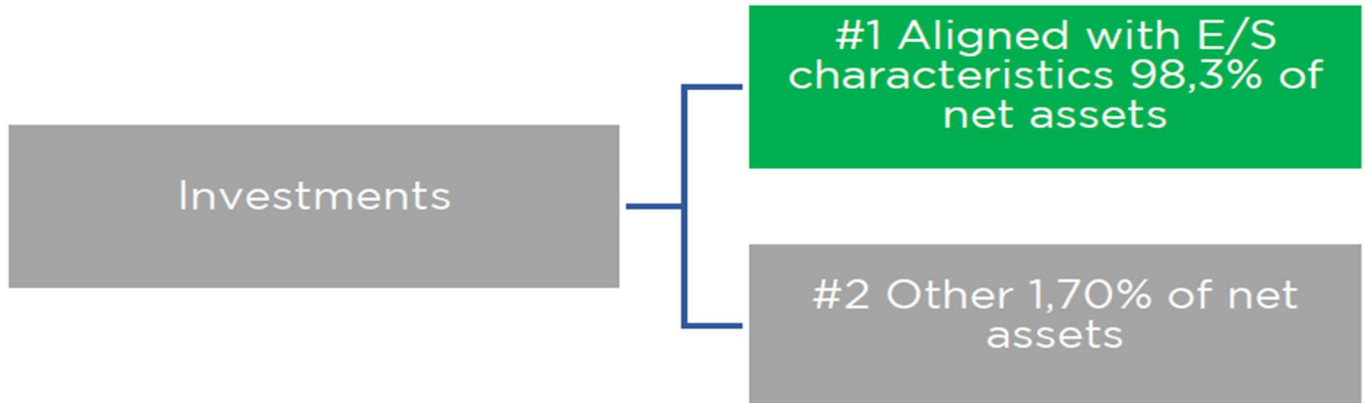 #1 Aligned with E/S
characteristics 98,3% of
net assets
Investments
#2 Other 1,70% of net
assets